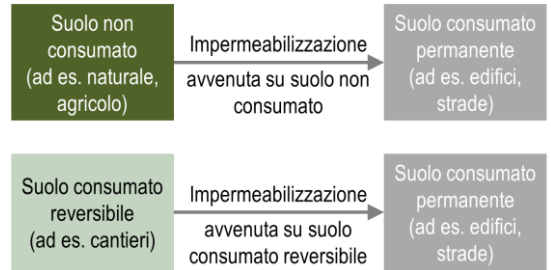 Suolo non
consumato
(ad es. naturale,
agricolo)
Impermeabilizzazione
avvenuta su suolo non
consumato
Suolo consumato
permanente
(ad es. edifici,
strade)
Suolo consumato
reversibile
(ad es. cantieri)
Impermeabilizzazione
avvenuta su suolo
consumato reversibile
Suolo consumato
permanente
(ad es. edifici,
strade)